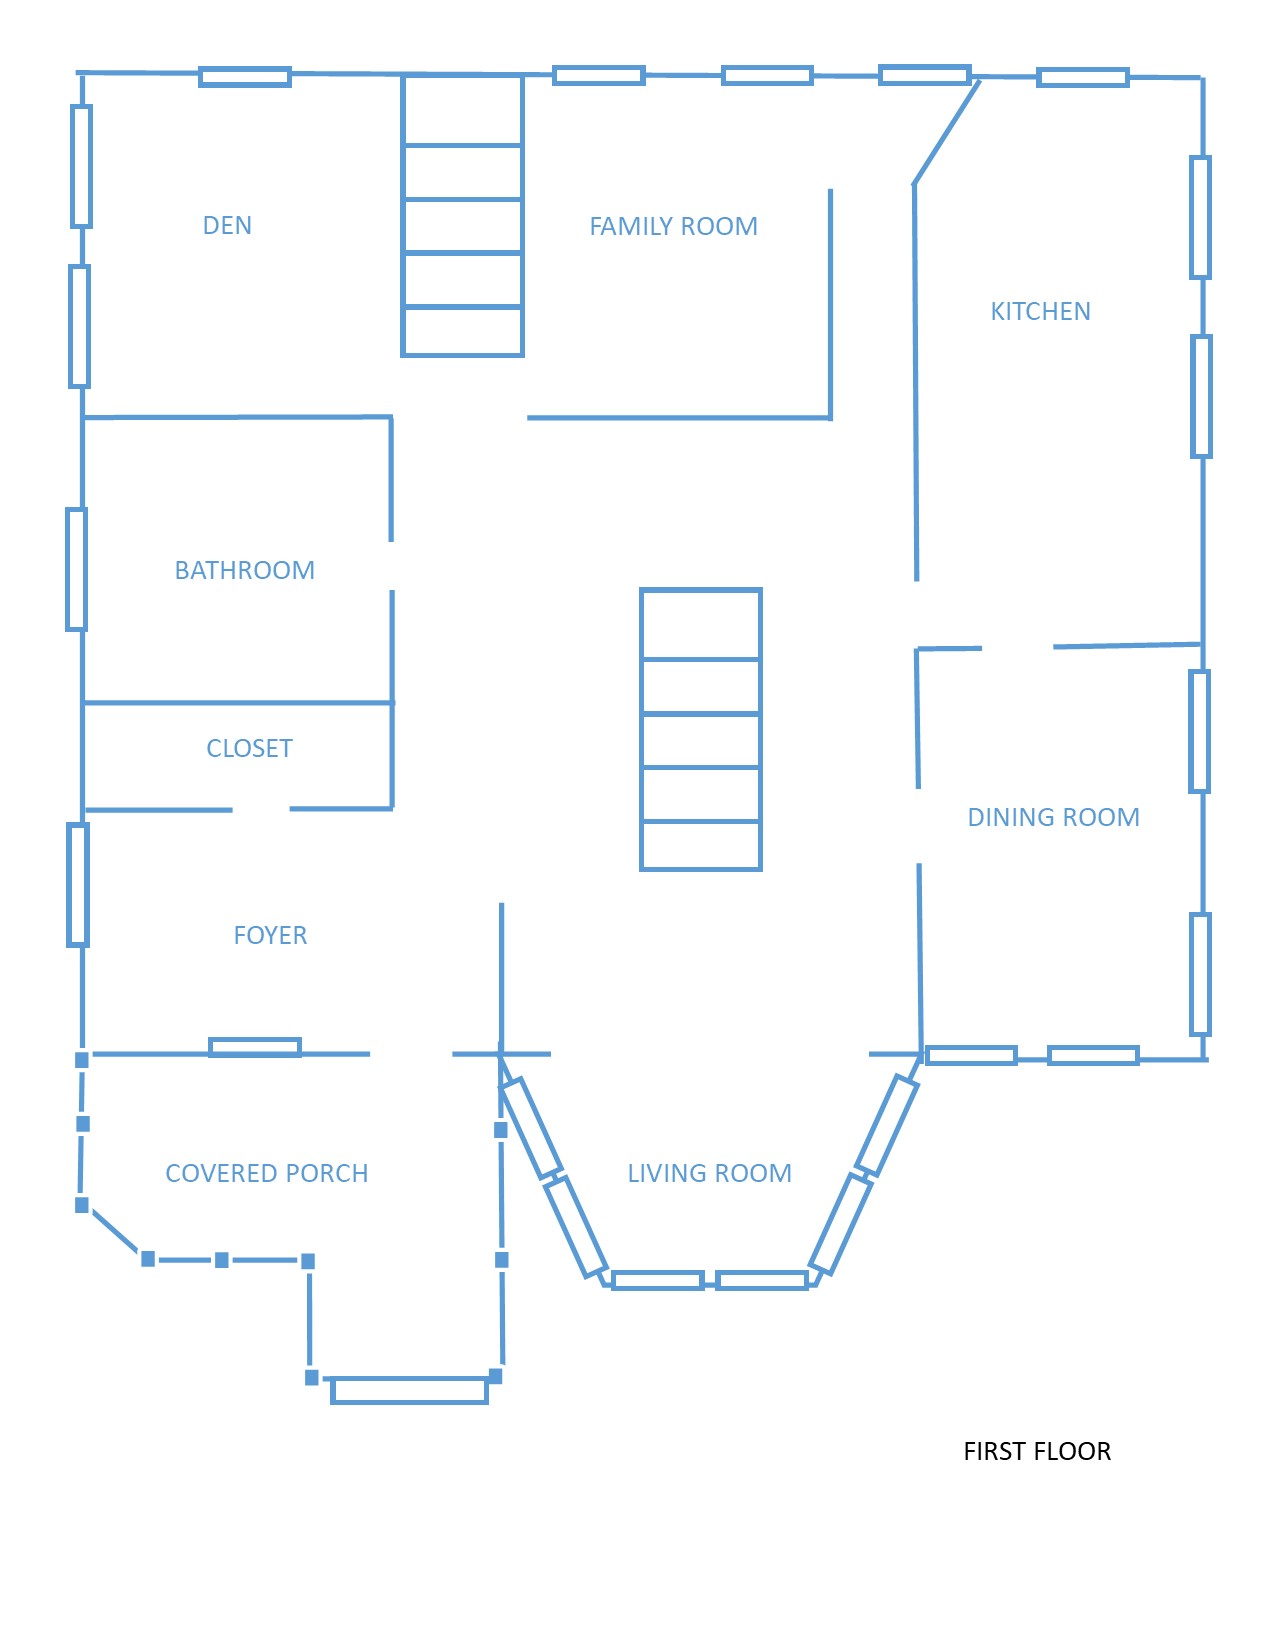 DEN
FAMILY ROOM
KITCHEN
BATHROOM
CLOSET
DINING ROOM
FOYER
COVERED PORCH
LIVING ROOM
FIRST FLOOR